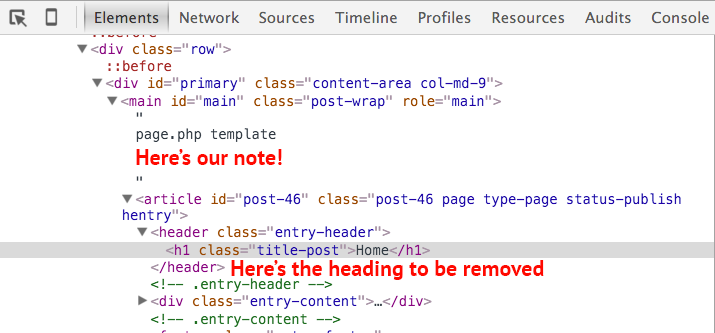 Elements Network Sources Timeline Profiles Resources Audits Console
::before
▼<div class="row">
::before
▼<div id="primary" class="content-area col-md-9">
▼<main id="main" class="post-wrap" role="main">
"
page.php template
Here's our note!
"
▼<article id="post-46" class="post-46 page type-page status-publish
hentry">
▼<header class="entry-header">
<h1 class="title-post">Home</h1>
</header> Here's the heading to be removed
<!-- .entry-header -->
▶<div class="entry-content">…</div>
<!-- .entry-content -->